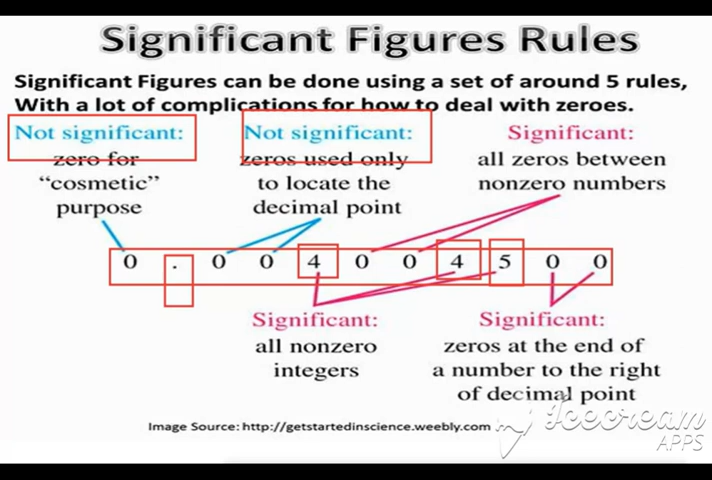 Significant Figures Rules
Significant Figures can be done using a set of around 5 rules,
With a lot of complications for how to deal with zeroes.
Not significant:
zero for
“cosmetic”
purpose
Not significant:
zeros used only
to locate the
decimal point
Significant:
all zeros between
nonzero numbers
0 . 0 0 4 0 0 4 5 0 0
Significant:
all nonzero
integers
Significant:
zeros at the end of
a number to the right
of decimal point
Image Source: http://getstartedinscience.weebly.com
Icecream
APPS